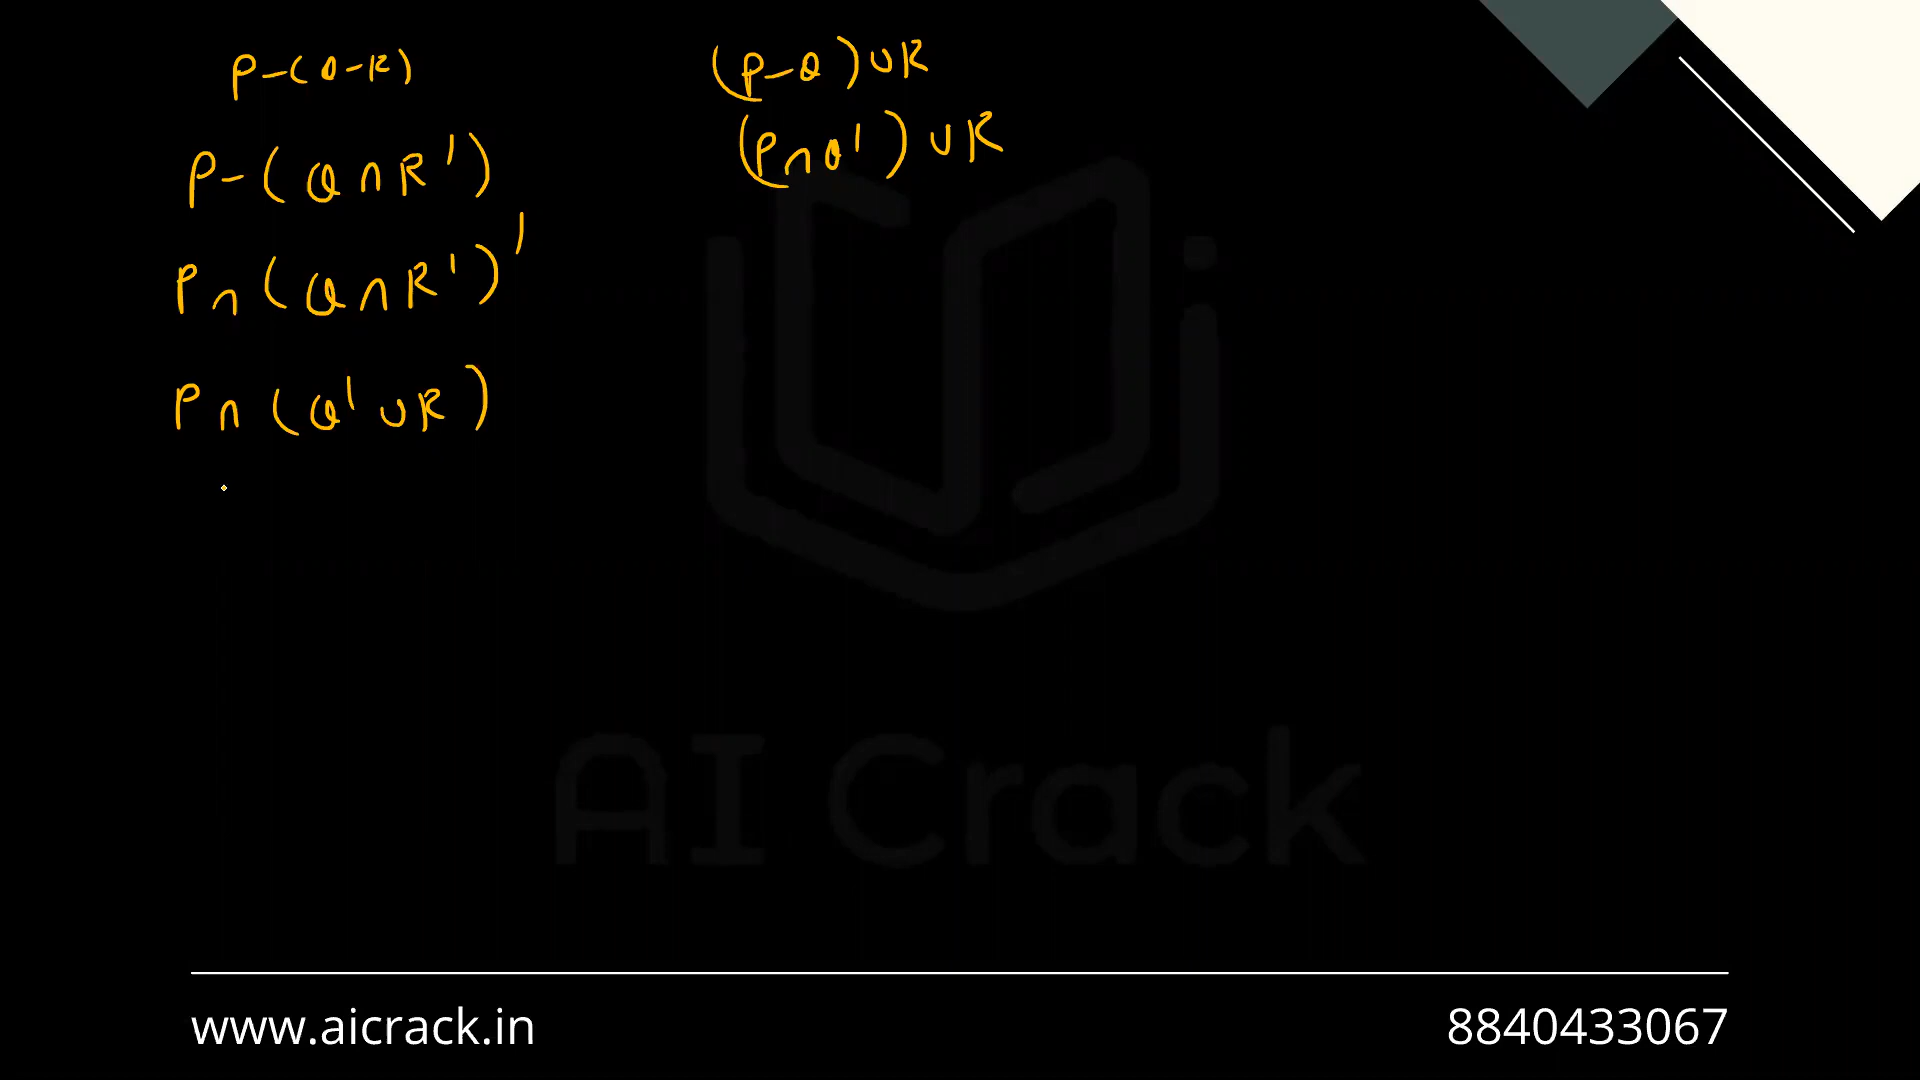 P-(Q-R)
P-(Q∩R')
P∩(Q∩R')'
P∩(Q'∪R)
(P-Q)∪R
(P∩Q')∪R
AI Crack
www.aicrack.in
8840433067